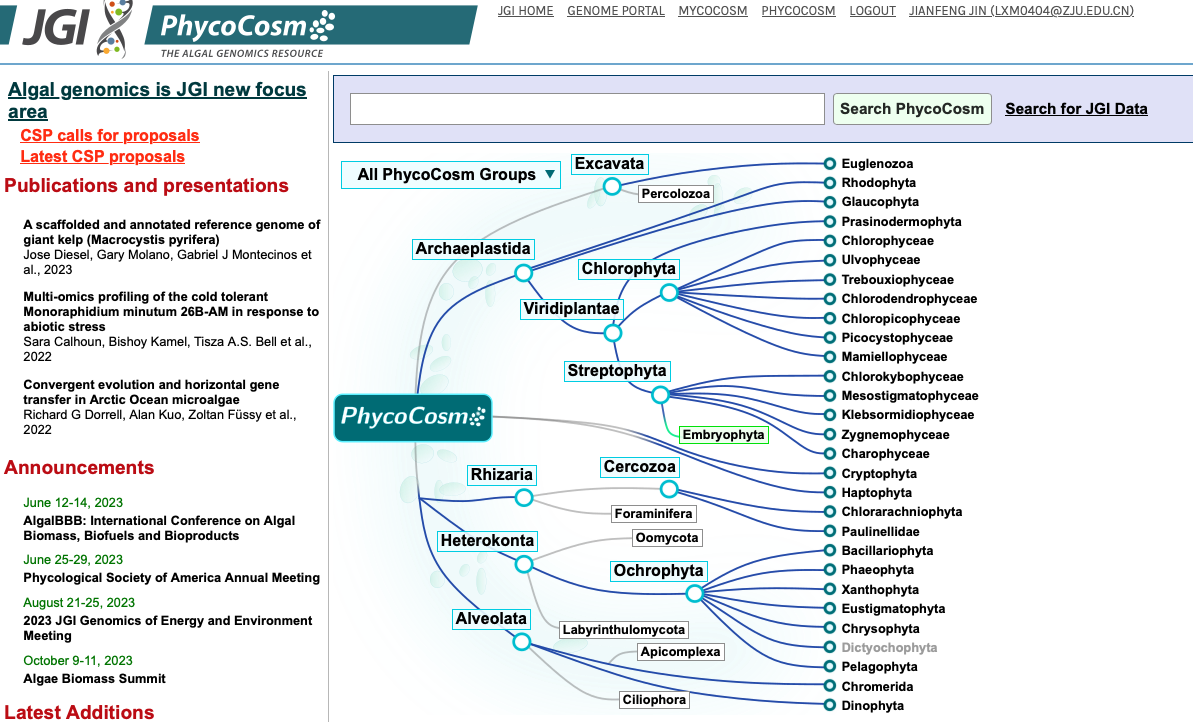 JGI HOME GENOME PORTAL MYCOCOSM PHYCOCOSM LOGOUT JIANFENG JIN (LXM0404@ZJU.EDU.CN)
JGI
PhycoCosm
THE ALGAL GENOMICS RESOURCE
Algal genomics is JGI new focus
area
CSP calls for proposals
Latest CSP proposals
Publications and presentations
A scaffolded and annotated reference genome of
giant kelp (Macrocystis pyrifera)
Jose Diesel, Gary Molano, Gabriel J Montecinos et
al., 2023
Multi-omics profiling of the cold tolerant
Monoraphidium minutum 26B-AM in response to
abiotic stress
Sara Calhoun, Bishoy Kamel, Tisza A.S. Bell et al.,
2022
Convergent evolution and horizontal gene
transfer in Arctic Ocean microalgae
Richard G Dorrell, Alan Kuo, Zoltan Füssy et al.,
2022
Announcements
June 12-14, 2023
AlgalBBB: International Conference on Algal
Biomass, Biofuels and Bioproducts
June 25-29, 2023
Phycological Society of America Annual Meeting
August 21-25, 2023
2023 JGI Genomics of Energy and Environment
Meeting
October 9-11, 2023
Algae Biomass Summit
Latest Additions
Search PhycoCosm
Search for JGI Data
All PhycoCosm Groups
Excavata
Percolozoa
Archaeplastida
Chlorophyta
Viridiplantae
Streptophyta
Embryophyta
PhycoCosm
Rhizaria
Cercozoa
Foraminifera
Heterokonta
Oomycota
Ochrophyta
Labyrinthulomycota
Alveolata
Apicomplexa
Ciliophora
Euglenozoa
Rhodophyta
Glaucophyta
Prasinodermophyta
Chlorophyceae
Ulvophyceae
Trebouxiophyceae
Chlorodendrophyceae
Chloropicophyceae
Picocystophyceae
Mamiellophyceae
Chlorokybophyceae
Mesostigmatophyceae
Klebsormidiophyceae
Zygnemophyceae
Charophyceae
Cryptophyta
Haptophyta
Chlorarachniophyta
Paulinellidae
Bacillariophyta
Phaeophyta
Xanthophyta
Eustigmatophyta
Chrysophyta
Dictyochophyta
Pelagophyta
Chromerida
Dinophyta